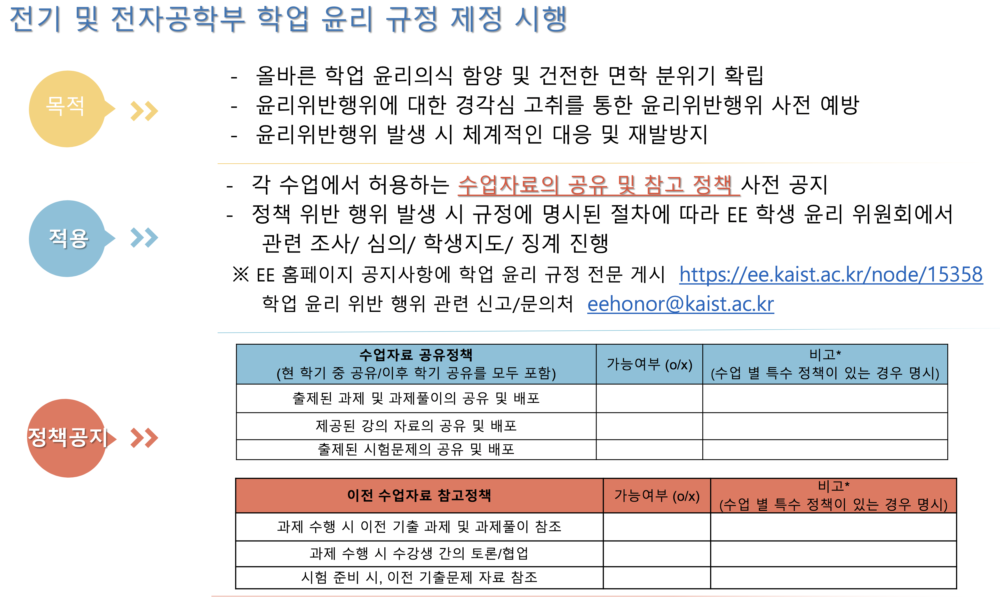 전기 및 전자공학부 학업 윤리 규정 제정 시행
목적
- 올바른 학업 윤리의식 함양 및 건전한 면학 분위기 확립
- 윤리위반행위에 대한 경각심 고취를 통한 윤리위반행위 사전 예방
- 윤리위반행위 발생 시 체계적인 대응 및 재발방지
적용
- 각 수업에서 허용하는 수업자료의 공유 및 참고 정책 사전 공지
- 정책 위반 행위 발생 시 규정에 명시된 절차에 따라 EE 학생 윤리 위원회에서
관련 조사/ 심의/ 학생지도/ 징계 진행
※ EE 홈페이지 공지사항에 학업 윤리 규정 전문 게시 https://ee.kaist.ac.kr/node/15358
학업 윤리 위반 행위 관련 신고/문의처 eehonor@kaist.ac.kr
정책공지
수업자료 공유정책
(현 학기 중 공유/이후 학기 공유를 모두 포함)
가능여부 (o/x)
비고*
(수업 별 특수 정책이 있는 경우 명시)
출제된 과제 및 과제풀이의 공유 및 배포
제공된 강의 자료의 공유 및 배포
출제된 시험문제의 공유 및 배포
이전 수업자료 참고정책
가능여부 (o/x)
비고*
(수업 별 특수 정책이 있는 경우 명시)
과제 수행 시 이전 기출 과제 및 과제풀이 참조
과제 수행 시 수강생 간의 토론/협업
시험 준비 시, 이전 기출문제 자료 참조